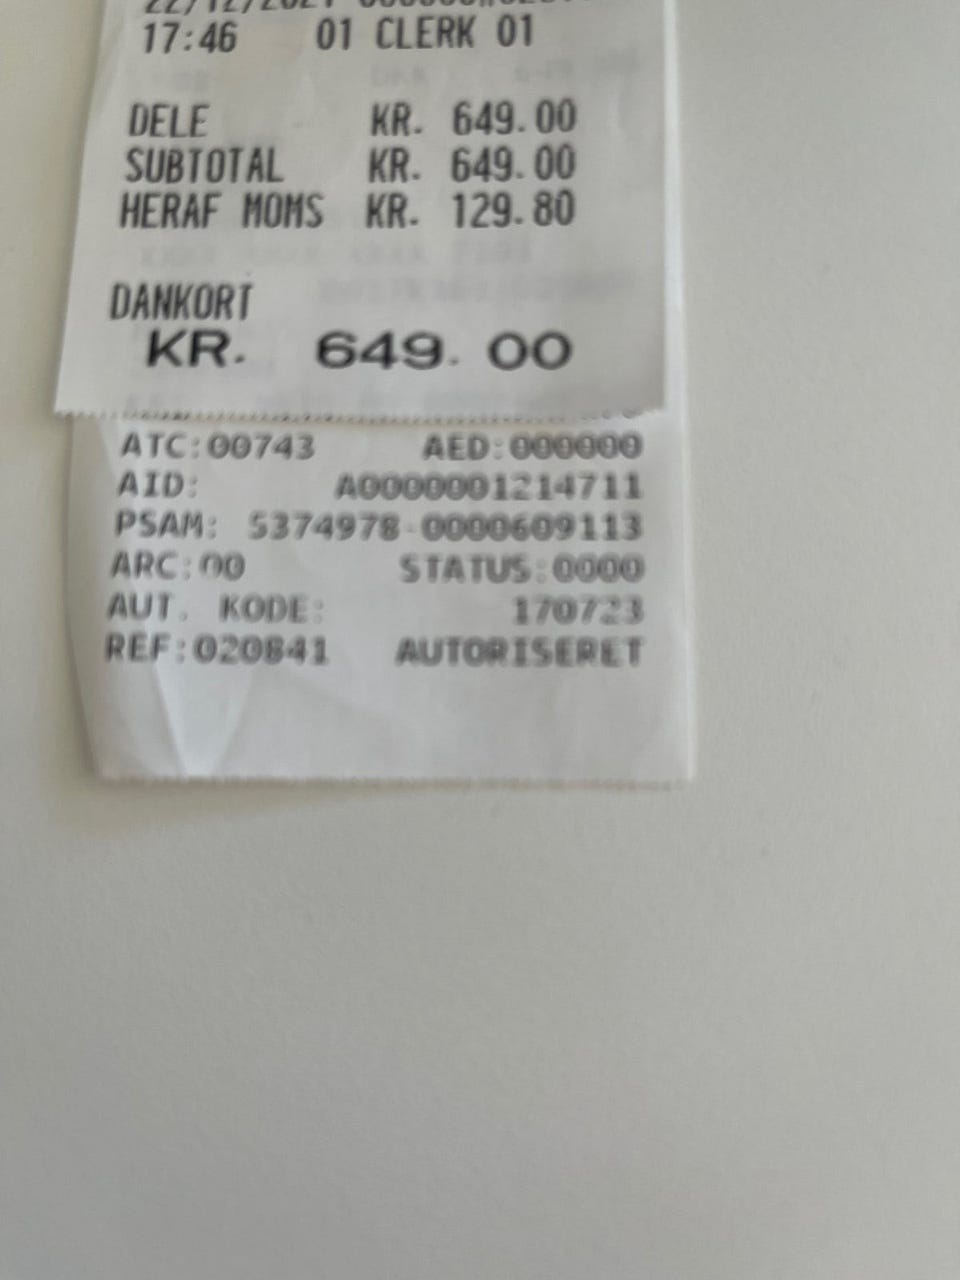 17:46 01 CLERK 01
DELE KR. 649.00
SUBTOTAL KR. 649.00
HERAF MOMS KR. 129.80
DANKORT
KR. 649.00
ATC:00743 AED:000000
AID: A0000001214711
PSAM: 5374978-0000609113
ARC:00 STATUS:0000
AUT. KODE: 170723
REF:020841 AUTORISERET